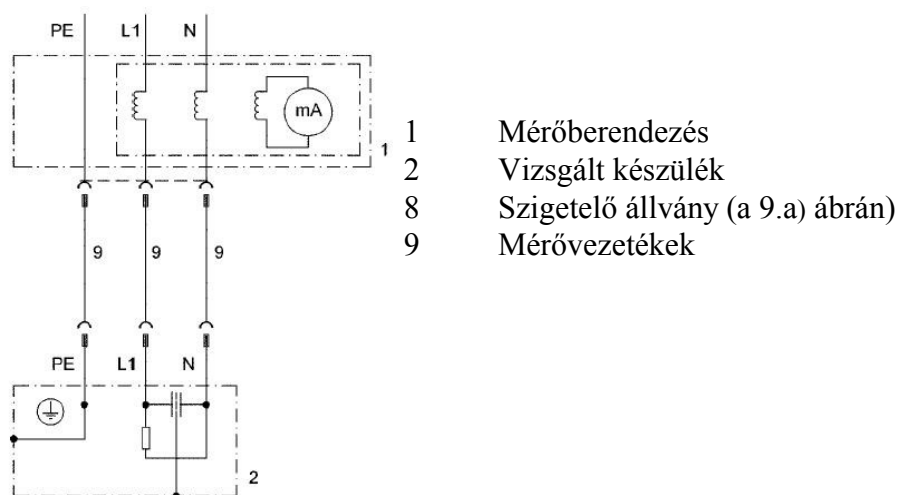 PE L1 N
mA
1
9 9 9
PE L1 N
2
1 Mérőberendezés
2 Vizsgált készülék
8 Szigetelő állvány (a 9.a) ábrán)
9 Mérővezetékek